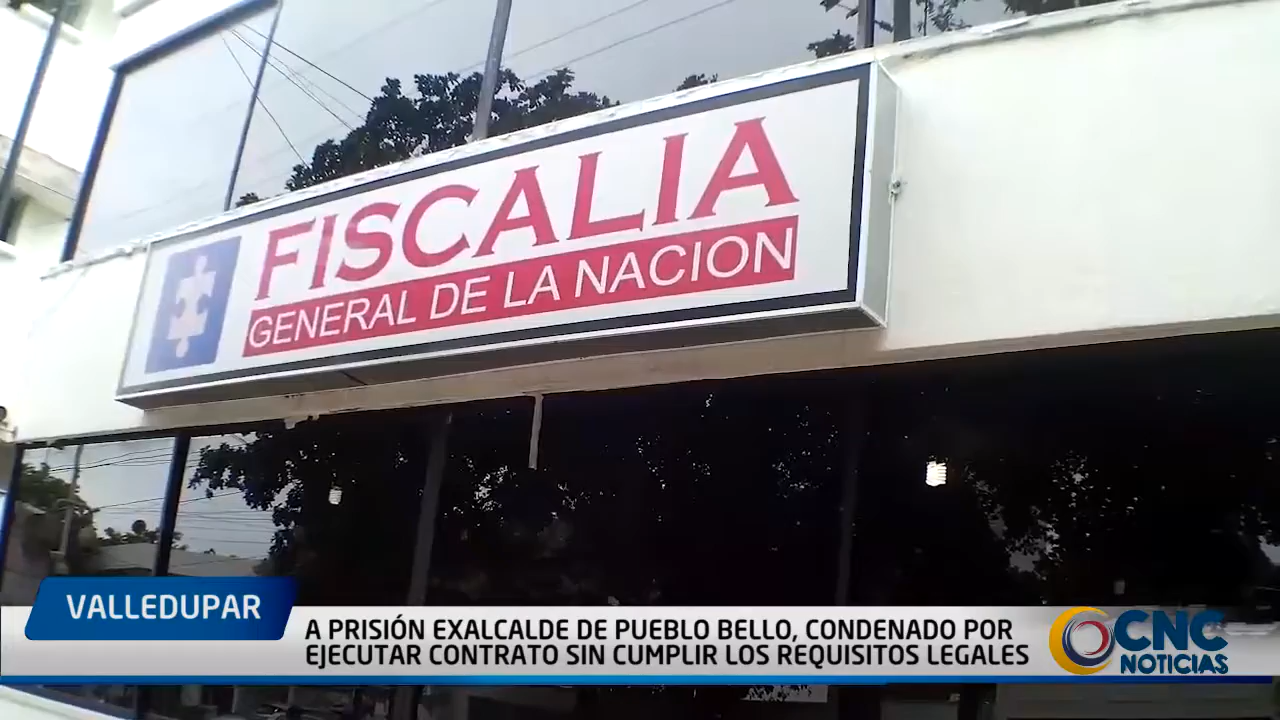 FISCALIA
GENERAL DE LA NACION
VALLEDUPAR
A PRISIÓN EXALCALDE DE PUEBLO BELLO, CONDENADO POR
EJECUTAR CONTRATO SIN CUMPLIR LOS REQUISITOS LEGALES
CNC
NOTICIAS